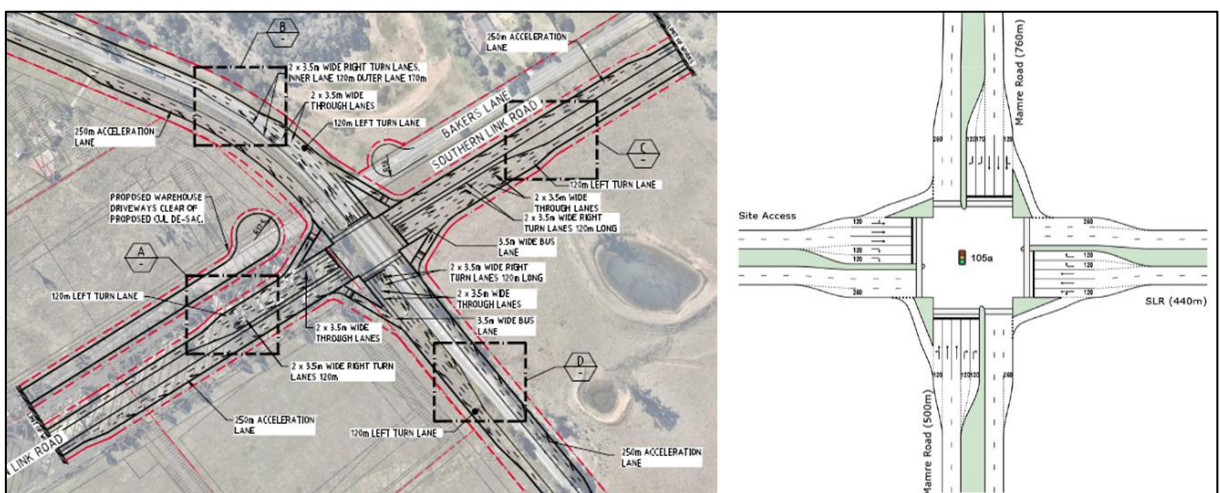 B
-
2 x 3.5m WIDE RIGHT TURN LANES.
INNER LANE 120m OUTER LANE 170m
2 x 3.5m WIDE
THROUGH LANES
120m LEFT TURN LANE
250m ACCELERATION
LANE
LIMIT OF WORKS
250m ACCELERATION
LANE
BAKERS LANE
SOUTHERN LINK ROAD
C
-
120m LEFT TURN LANE
2 x 3.5m WIDE
THROUGH LANES
2 x 3.5m WIDE RIGHT
TURN LANES 120m LONG
3.5m WIDE BUS
LANE
PROPOSED WAREHOUSE
DRIVEWAYS CLEAR OF
PROPOSED CUL DE-SAC.
A
-
120m LEFT TURN LANE
2 x 3.5m WIDE RIGHT
TURN LANES 120m LONG
2 x 3.5m WIDE
THROUGH LANES
3.5m WIDE BUS
LANE
2 x 3.5m WIDE
THROUGH LANES
2 x 3.5m WIDE RIGHT TURN
LANES 120m
D
-
250m ACCELERATION
LANE
120m LEFT TURN LANE
250m ACCELERATION
LANE
N LINK ROAD
Mamre Road (760m)
260
120
170
120
Site Access
120
120
120
260
105a
260
120
120
120
SLR (440m)
120
120
120
260
Mamre Road (500m)